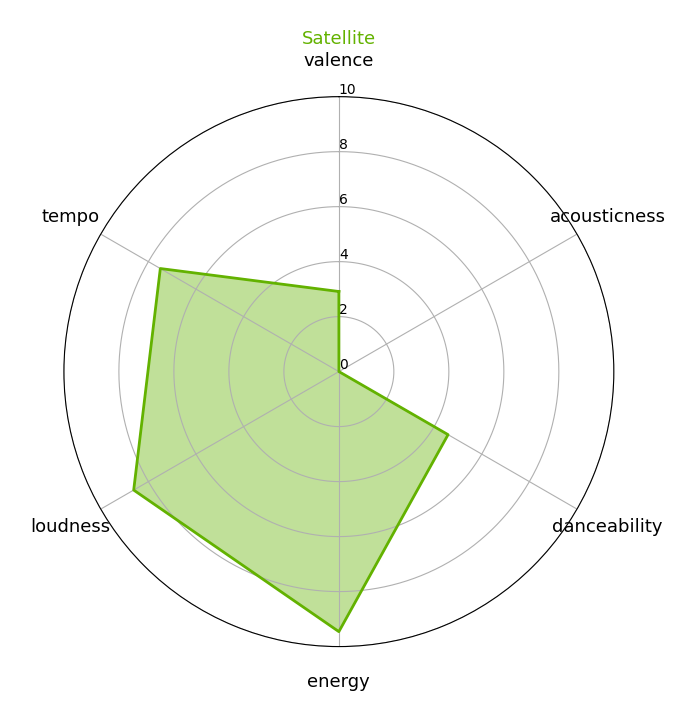 Satellite
valence
10
8
6
4
2
0
tempo
acousticness
loudness
danceability
energy